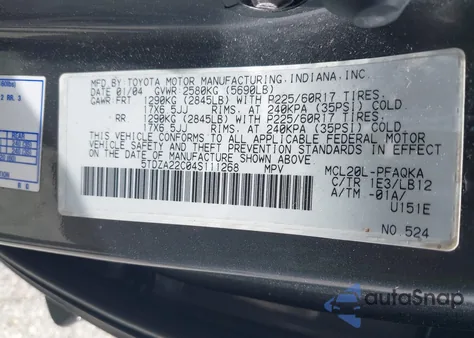 MFD. BY TOYOTA MOTOR MANUFACTURING, INDIANA, INC.
DATE 01/04 GVWR 2580KG (5690LB)
GAWR FRT 1290KG (2845LB) WITH P225/60R17 TIRES.
17X6.5JJ RIMS. AT 240KPA (35PSI) COLD
RR 1290KG (2845LB) WITH P225/60R17 TIRES.
17X6.5JJ RIMS. AT 240KPA (35PSI) COLD
THIS VEHICLE CONFORMS TO ALL APPLICABLE FEDERAL MOTOR
VEHICLE SAFETY AND THEFT PREVENTION STANDARDS IN EFFECT
ON THE DATE OF MANUFACTURE SHOWN ABOVE.
5TDZA22C04S111268 MPV
MCL20L-PFAQKA
C/TR 1E3/LB12
A/TM -01A/
U151E
NO.524
2 RR. 3
autoSnap